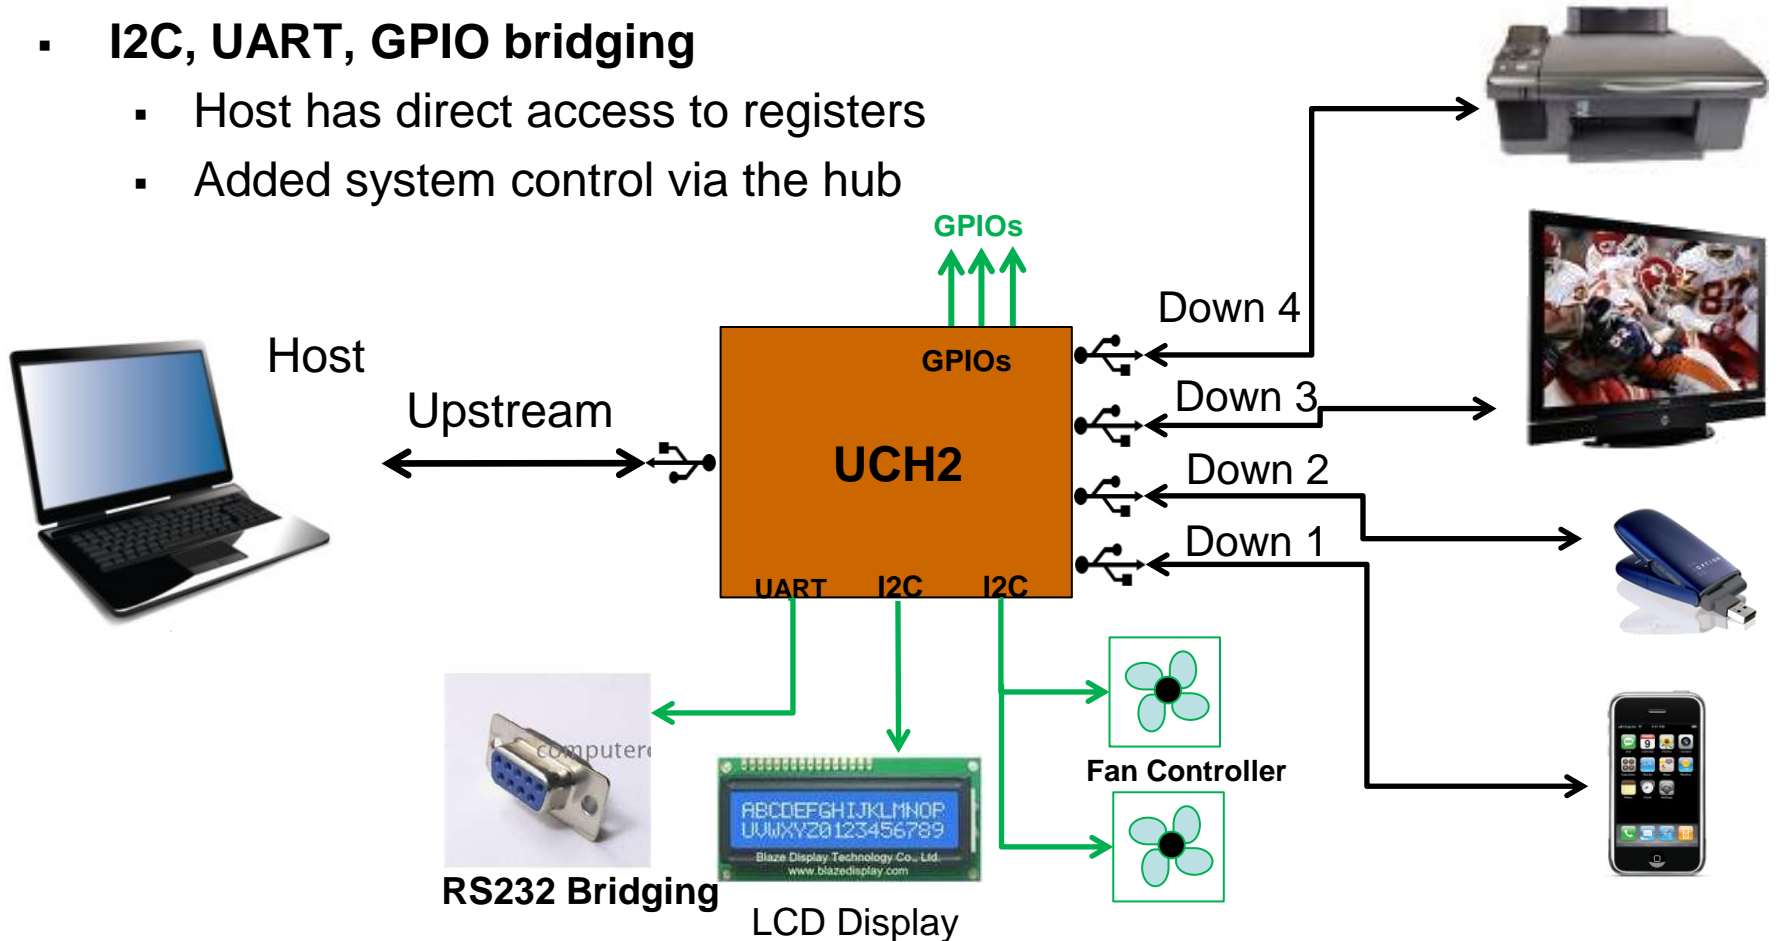 ▪ I2C, UART, GPIO bridging
▪ Host has direct access to registers
▪ Added system control via the hub
GPIOs
Down 4
Host
GPIOs
Upstream
Down 3
UCH2
Down 2
Down 1
UART I2C I2C
computer
Fan Controller
ABCDEFGHIJKLMNOP
UVWXYZ0123456789
Blaze Display Technology Co., Ltd.
www.blazedisplay.com
RS232 Bridging
LCD Display